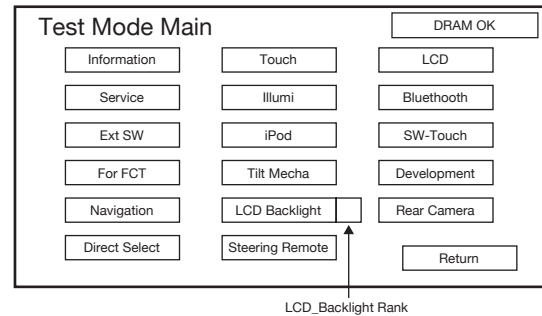 Test Mode Main DRAM OK
Information Touch LCD
Service Illumi Bluethooth
Ext SW iPod SW-Touch
For FCT Tilt Mecha Development
Navigation LCD Backlight Rear Camera
Direct Select Steering Remote Return
LCD_Backlight Rank